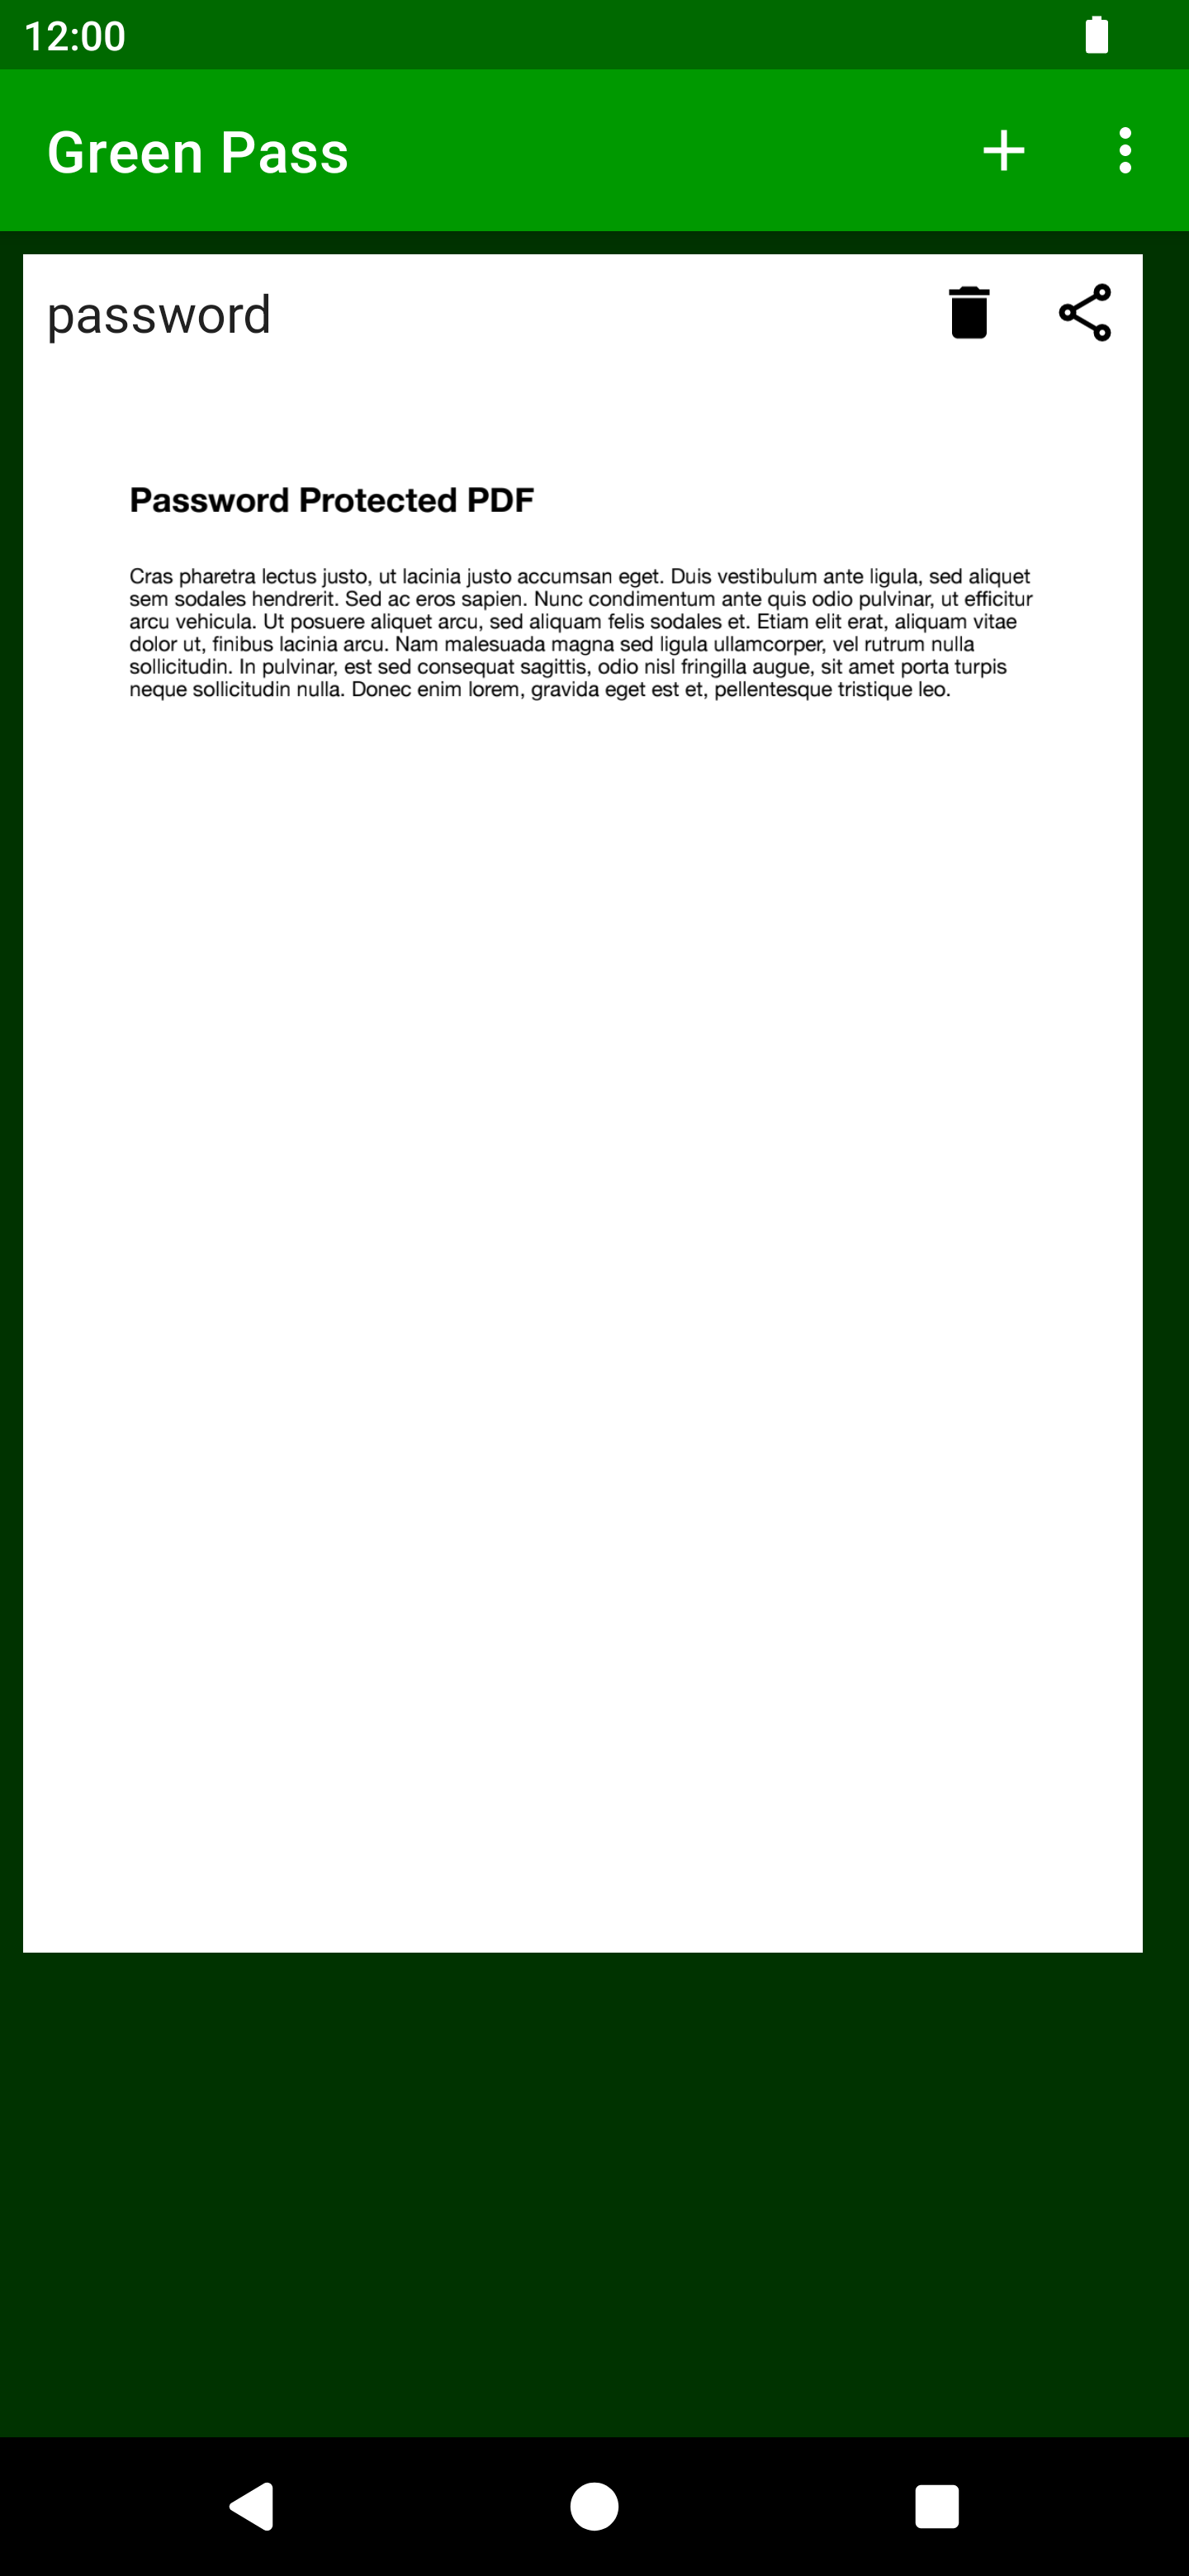 12:00
Green Pass
password
Password Protected PDF
Cras pharetra lectus justo, ut lacinia justo accumsan eget. Duis vestibulum ante ligula, sed aliquet
sem sodales hendrerit. Sed ac eros sapien. Nunc condimentum ante quis odio pulvinar, ut efficitur
arcu vehicula. Ut posuere aliquet arcu, sed aliquam felis sodales et. Etiam elit erat, aliquam vitae
dolor ut, finibus lacinia arcu. Nam malesuada magna sed ligula ullamcorper, vel rutrum nulla
sollicitudin. In pulvinar, est sed consequat sagittis, odio nisl fringilla augue, sit amet porta turpis
neque sollicitudin nulla. Donec enim lorem, gravida eget est et, pellentesque tristique leo.